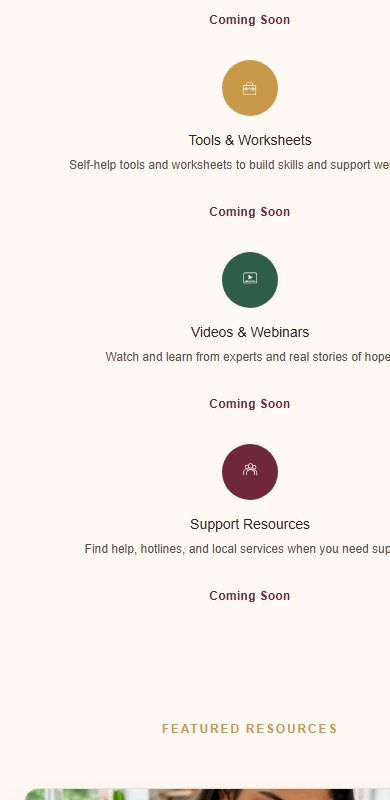 Coming Soon
Tools & Worksheets
Self-help tools and worksheets to build skills and support
Coming Soon
Videos & Webinars
Watch and learn from experts and real stories of hope
Coming Soon
Support Resources
Find help, hotlines, and local services when you need
Coming Soon
FEATURED RESOURCES